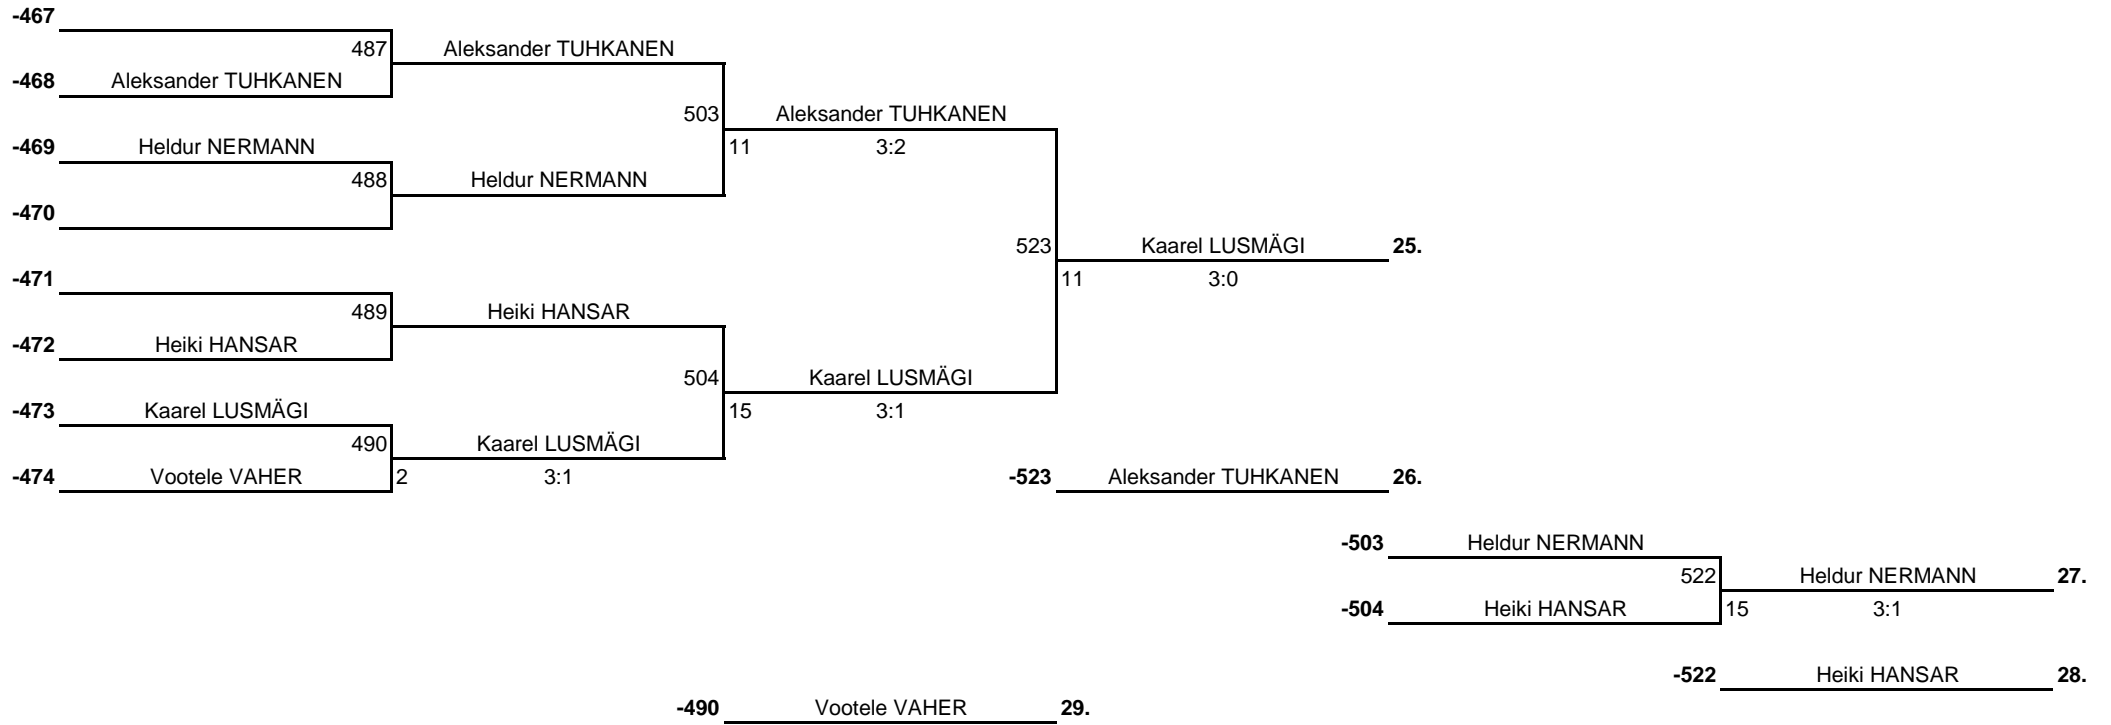 -467
487 Aleksander TUHKANEN
-468 Aleksander TUHKANEN
503 Aleksander TUHKANEN
-469 Heldur NERMANN 11 3:2
488 Heldur NERMANN
-470
523 Kaarel LUSMÄGI 25.
-471 11 3:0
489 Heiki HANSAR
-472 Heiki HANSAR
504 Kaarel LUSMÄGI
-473 Kaarel LUSMÄGI 15 3:1
490 Kaarel LUSMÄGI
-474 Vootele VAHER 2 3:1 -523 Aleksander TUHKANEN 26.
-503 Heldur NERMANN
522 Heldur NERMANN 27.
-504 Heiki HANSAR 15 3:1
-522 Heiki HANSAR 28.
-490 Vootele VAHER 29.